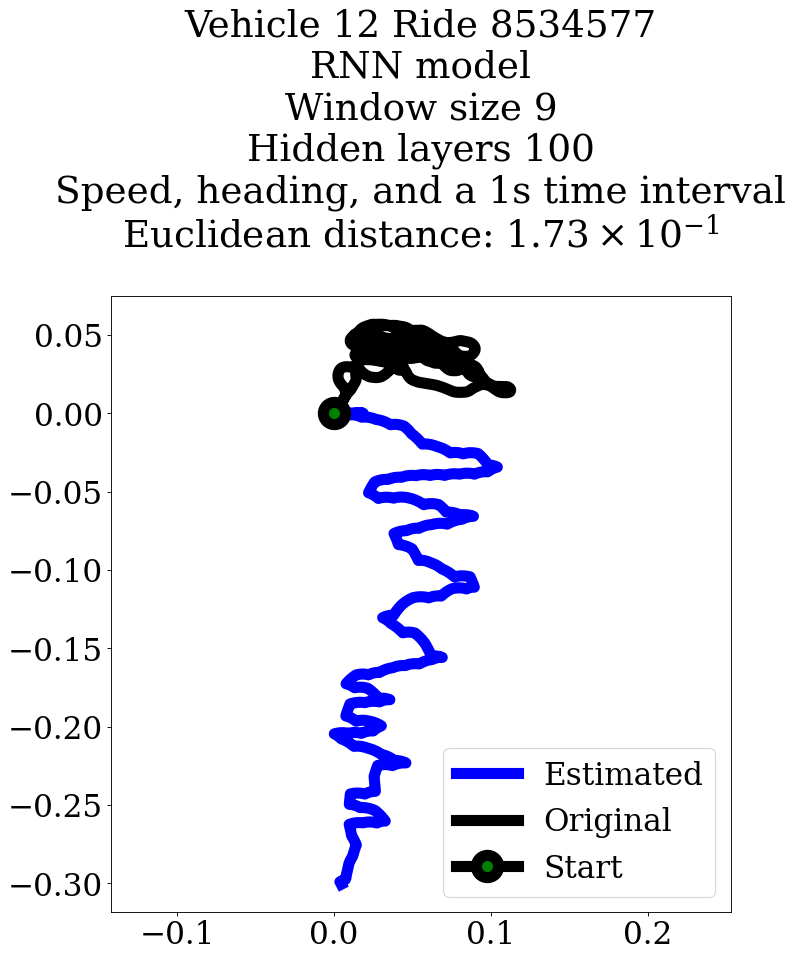 Vehicle 12 Ride 8534577
RNN model
Window size 9
Hidden layers 100
Speed, heading, and a 1s time interval
Euclidean distance: 1.73 × 10⁻¹
0.05
0.00
−0.05
−0.10
−0.15
−0.20
−0.25
−0.30
Estimated
Original
Start
−0.1
0.0
0.1
0.2